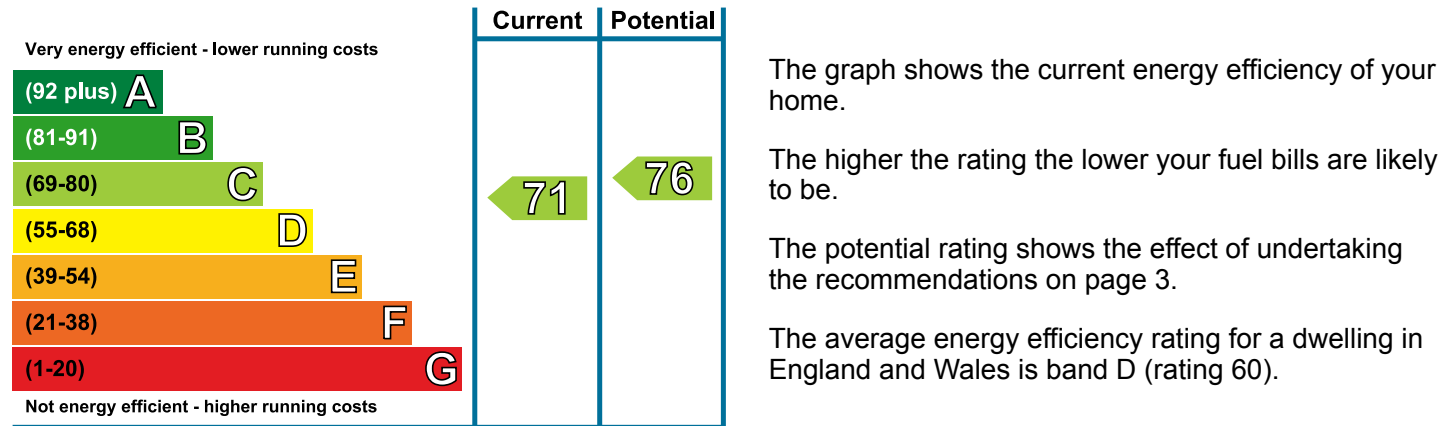 Current Potential
Very energy efficient - lower running costs
(92 plus) A
(81-91) B
(69-80) C
(55-68) D
(39-54) E
(21-38) F
(1-20) G
Not energy efficient - higher running costs
71
76
The graph shows the current energy efficiency of your
home.
The higher the rating the lower your fuel bills are likely
to be.
The potential rating shows the effect of undertaking
the recommendations on page 3.
The average energy efficiency rating for a dwelling in
England and Wales is band D (rating 60).